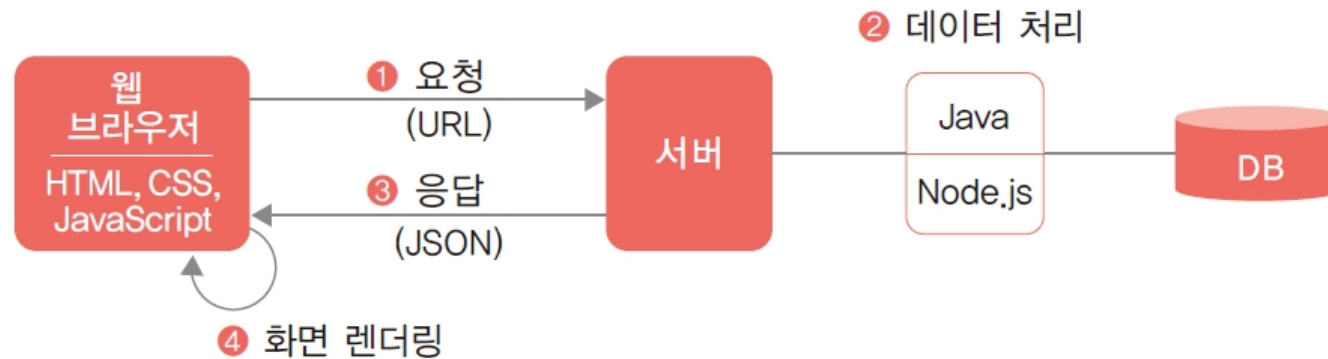 ❷ 데이터 처리
웹
브라우저
HTML, CSS,
JavaScript
❶ 요청
(URL)
❸ 응답
(JSON)
서버
Java
Node.js
DB
❹ 화면 렌더링